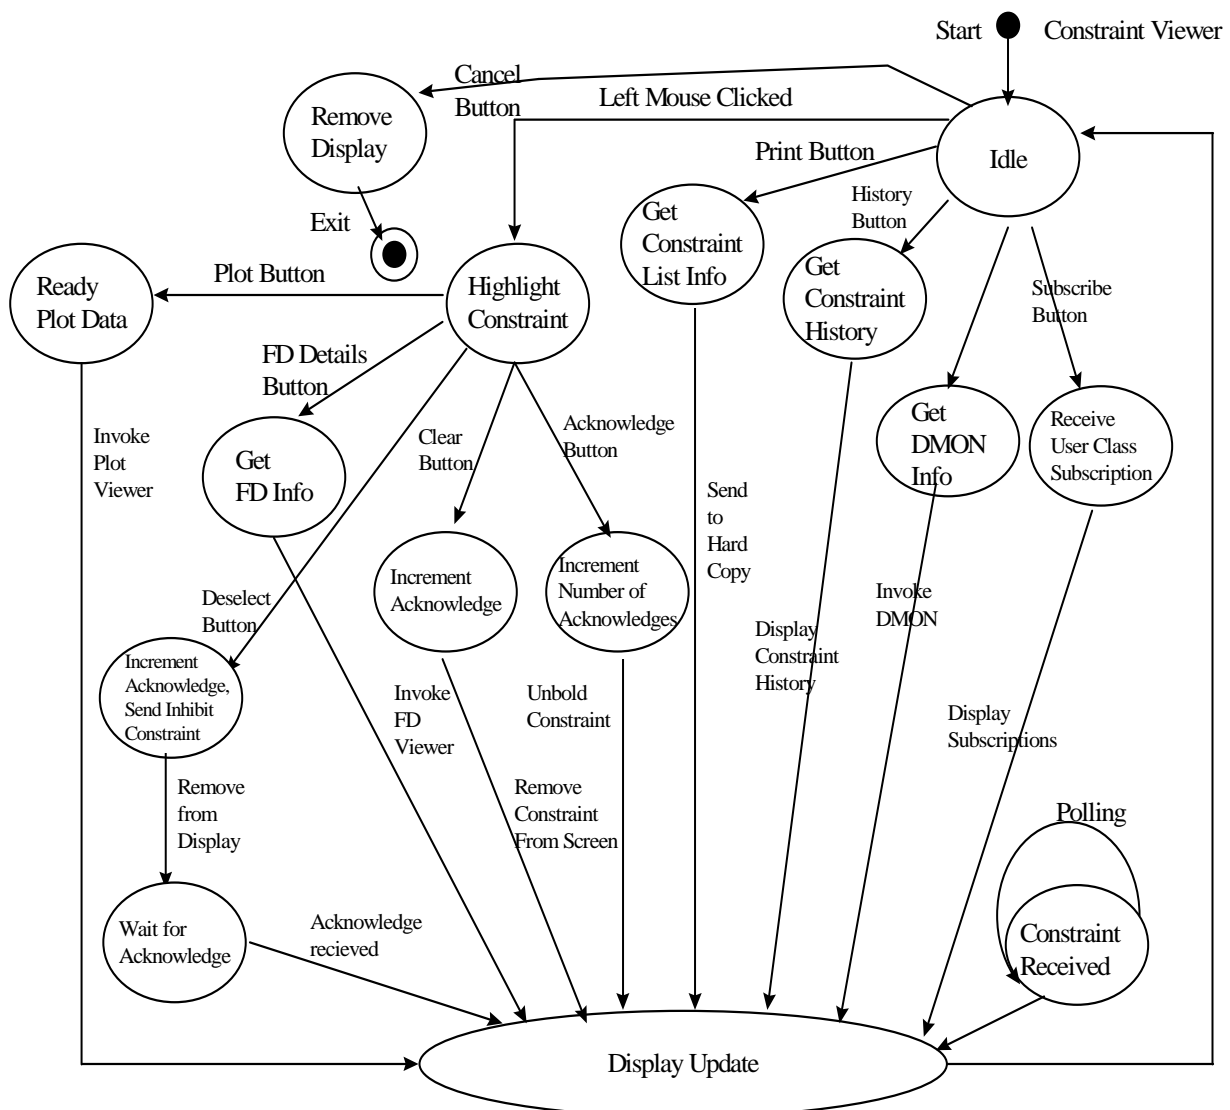 Start
Constraint Viewer
Cancel
Button
Left Mouse Clicked
Remove
Display
Print Button
Idle
History
Button
Exit
Get
Constraint
List Info
Plot Button
Ready
Plot Data
Highlight
Constraint
Get
Constraint
History
Subscribe
Button
FD Details
Button
Invoke
Plot
Viewer
Get
FD Info
Clear
Button
Acknowledge
Button
Get
DMON
Info
Receive
User Class
Subscription
Send
to
Hard
Copy
Increment
Acknowledge
Increment
Number of
Acknowledges
Deselect
Button
Invoke
DMON
Display
Constraint
History
Increment
Acknowledge,
Send Inhibit
Constraint
Invoke
FD
Viewer
Unbold
Constraint
Display
Subscriptions
Remove
from
Display
Remove
Constraint
From Screen
Polling
Wait for
Acknowledge
Acknowledge
recieved
Constraint
Received
Display Update